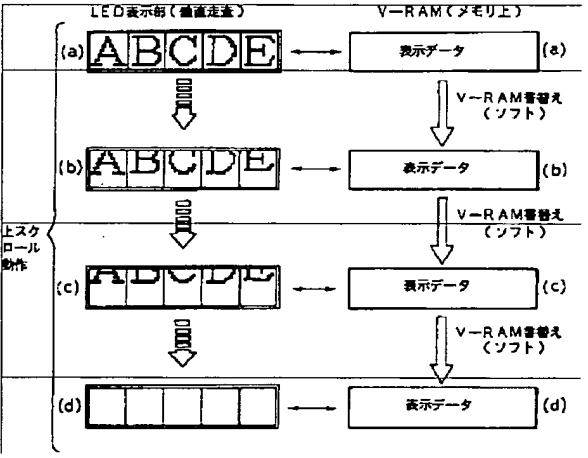 LED表示部(垂直走査) V-RAM(メモリ上)
(a) A B C D E 表示データ (a)
V-RAM書替え
(ソフト)
(b) A B C D E 表示データ (b)
V-RAM書替え
(ソフト)
上スク
ロール
動作
(c) A B C D E 表示データ (c)
V-RAM書替え
(ソフト)
(d) 表示データ (d)